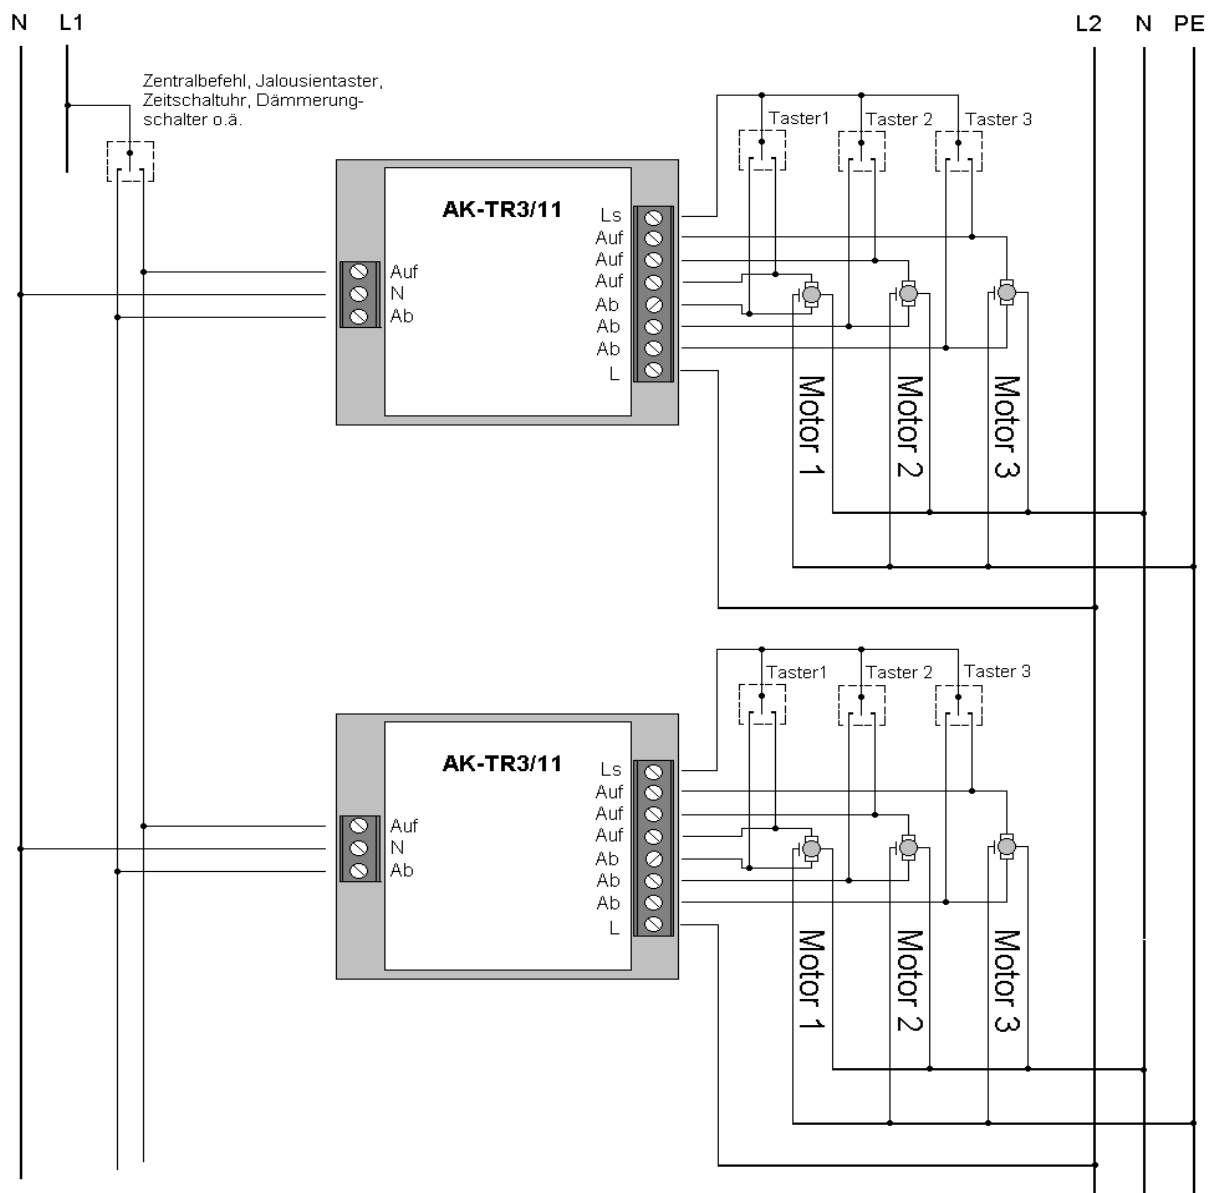 N L1 L2 N PE
Zentralbefehl, Jalousientaster,
Zeitschaltuhr, Dämmerung-
schalter o.ä.
Taster1 Taster 2 Taster 3
AK-TR3/11
Auf
N
Ab
Ls
Auf
Auf
Auf
Ab
Ab
Ab
L
Motor 1
Motor 2
Motor 3
Taster1 Taster 2 Taster 3
AK-TR3/11
Auf
N
Ab
Ls
Auf
Auf
Auf
Ab
Ab
Ab
L
Motor 1
Motor 2
Motor 3